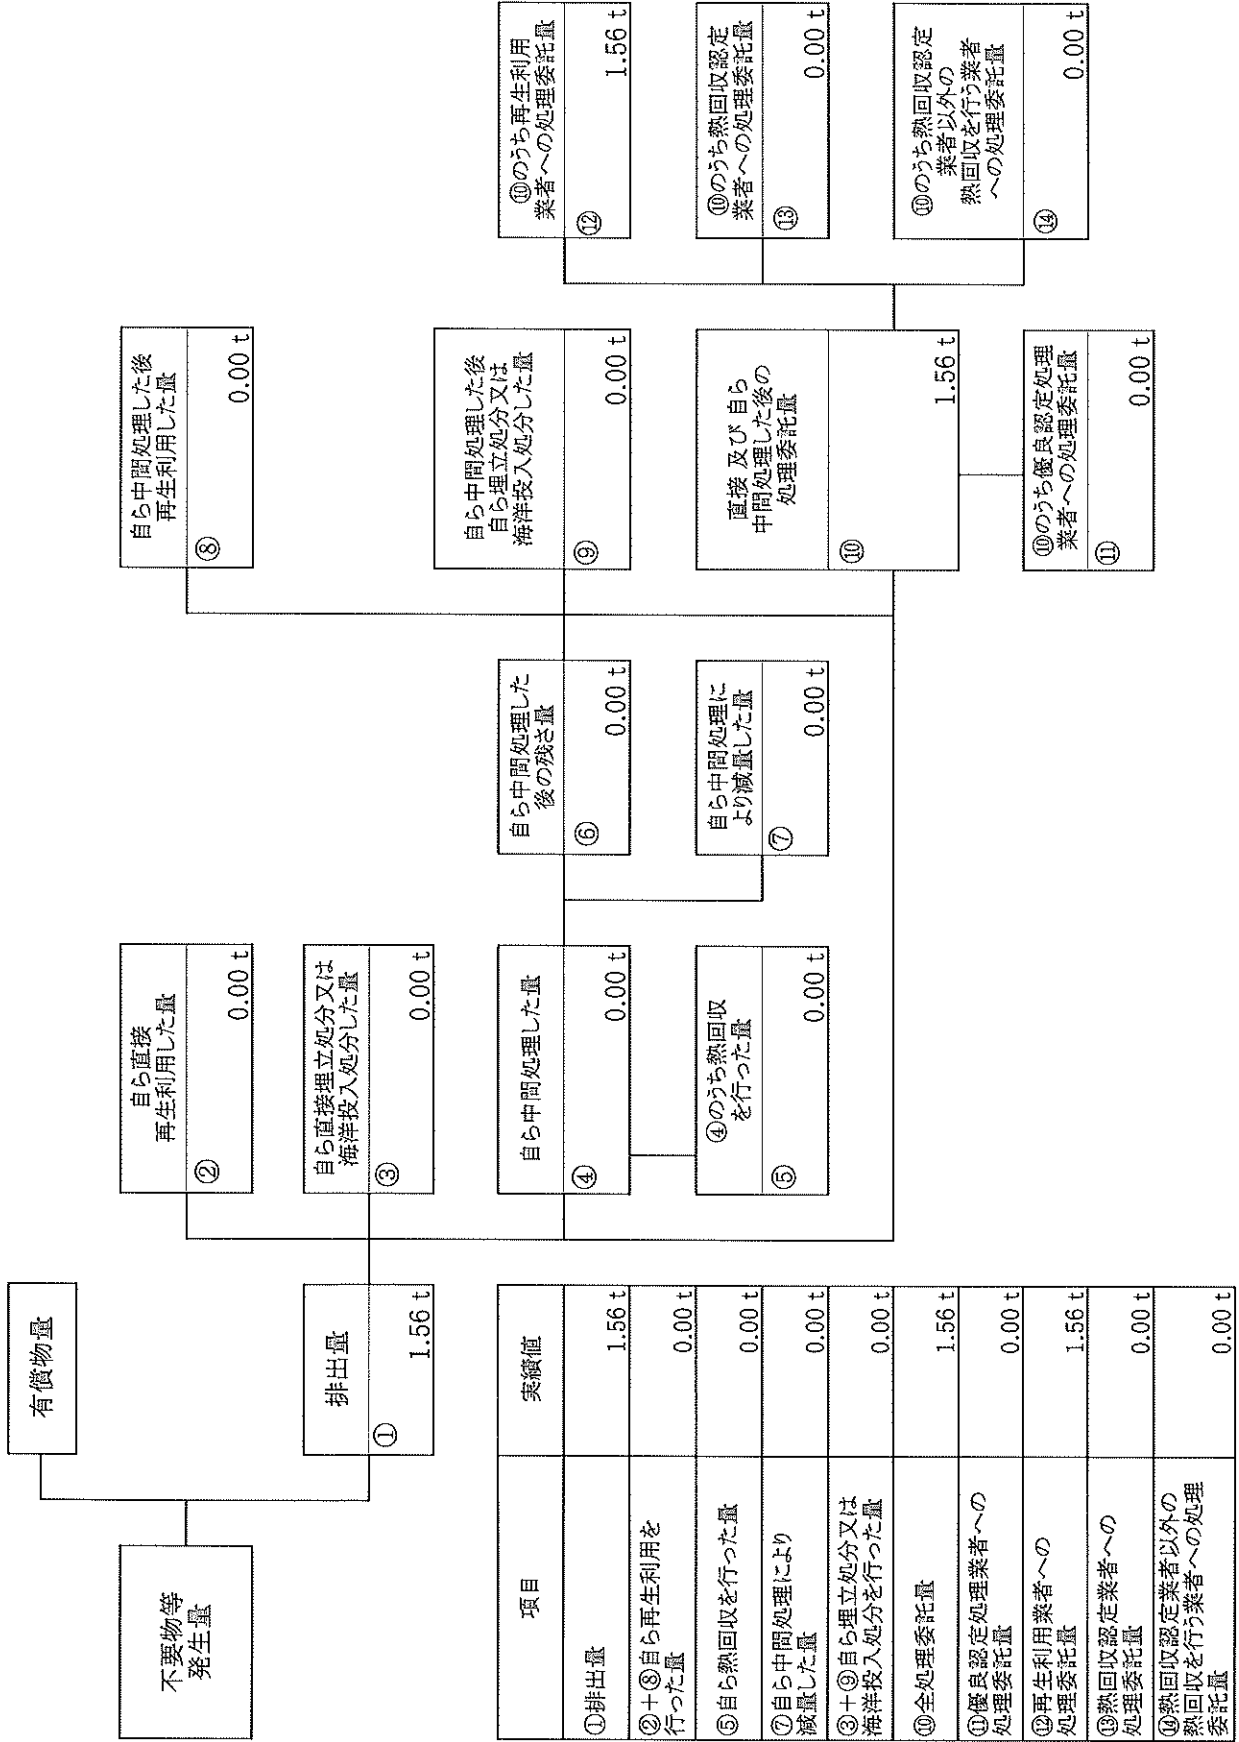 不要物等
発生量
有償物量
排出量
①
1.56 t
自ら直接
再生利用した量
②
0.00 t
自ら直接埋立処分又は
海洋投入処分した量
③
0.00 t
自ら中間処理した量
④
0.00 t
④のうち熱回収
を行った量
⑤
0.00 t
自ら中間処理した
後の残さ量
⑥
0.00 t
自ら中間処理に
より減量した量
⑦
0.00 t
自ら中間処理した後
再生利用した量
⑧
0.00 t
自ら中間処理した後
自ら埋立処分又は
海洋投入処分した量
⑨
0.00 t
直接 及び 自ら
中間処理した後の
処理委託量
⑩
1.56 t
⑩のうち優良認定処理
業者への処理委託量
⑪
0.00 t
⑩のうち再生利用
業者への処理委託量
⑫
1.56 t
⑩のうち熱回収認定
業者への処理委託量
⑬
0.00 t
⑩のうち熱回収認定
業者以外の
熱回収を行う業者
への処理委託量
⑭
0.00 t
項目 実績値
①排出量 1.56 t
②＋⑧自ら再生利用を
行った量 0.00 t
⑤自ら熱回収を行った量 0.00 t
⑦自ら中間処理により
減量した量 0.00 t
③＋⑨自ら埋立処分又は
海洋投入処分を行った量 0.00 t
⑩全処理委託量 1.56 t
⑪優良認定処理業者への
処理委託量 0.00 t
⑫再生利用業者への
処理委託量 1.56 t
⑬熱回収認定業者への
処理委託量 0.00 t
⑭熱回収認定業者以外の
熱回収を行う業者への処理
委託量 0.00 t